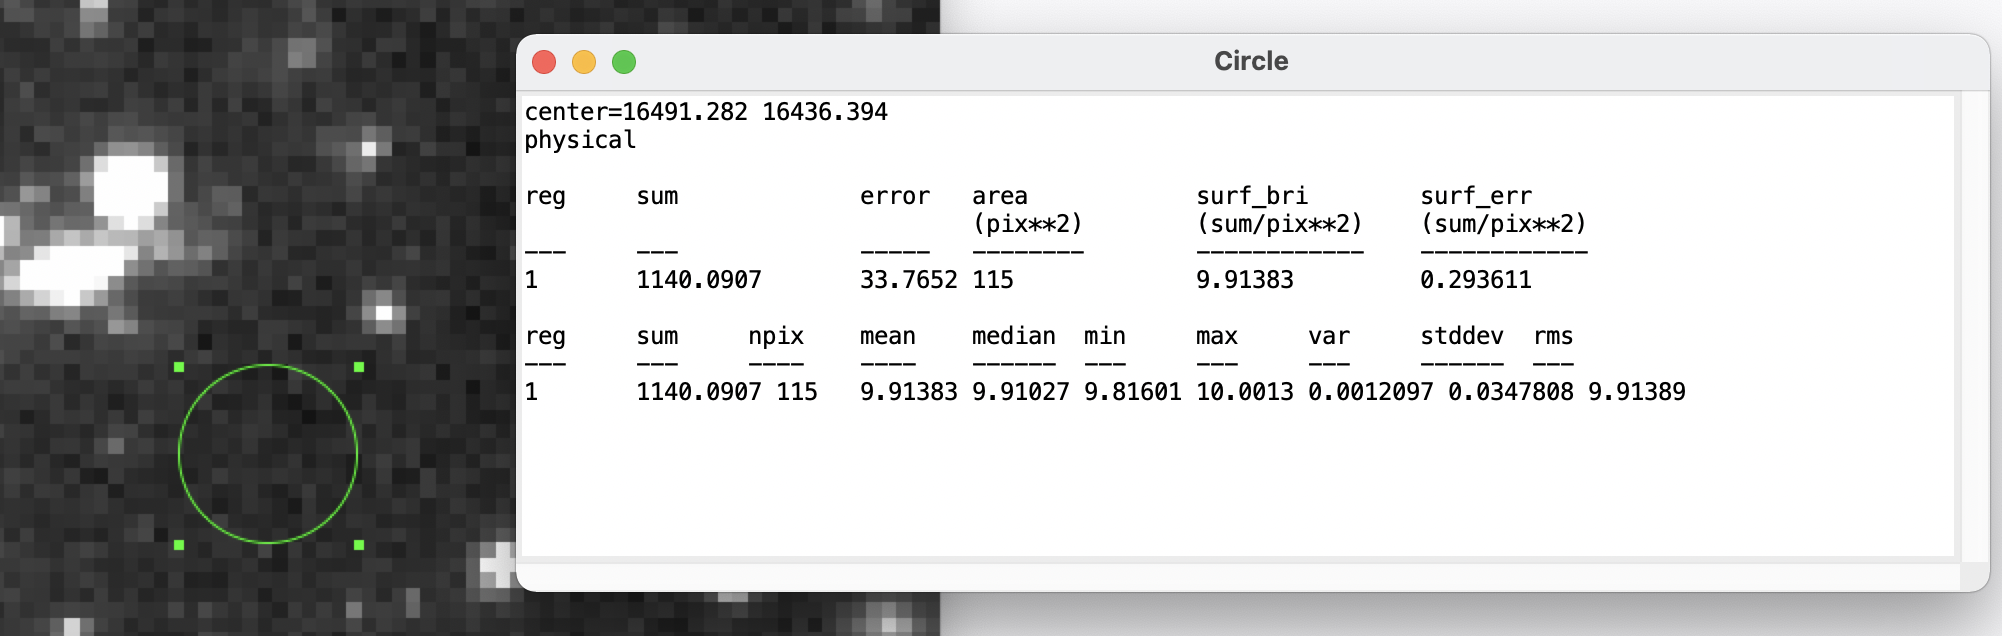 Circle
center=16491.282 16436.394
physical
reg sum error area surf_bri surf_err
(pix**2) (sum/pix**2) (sum/pix**2)
--- --- ----- -------- ------------ ------------
1 1140.0907 33.7652 115 9.91383 0.293611
reg sum npix mean median min max var stddev rms
--- --- ---- ---- ------ --- --- --- ------ ---
1 1140.0907 115 9.91383 9.91027 9.81601 10.0013 0.0012097 0.0347808 9.91389